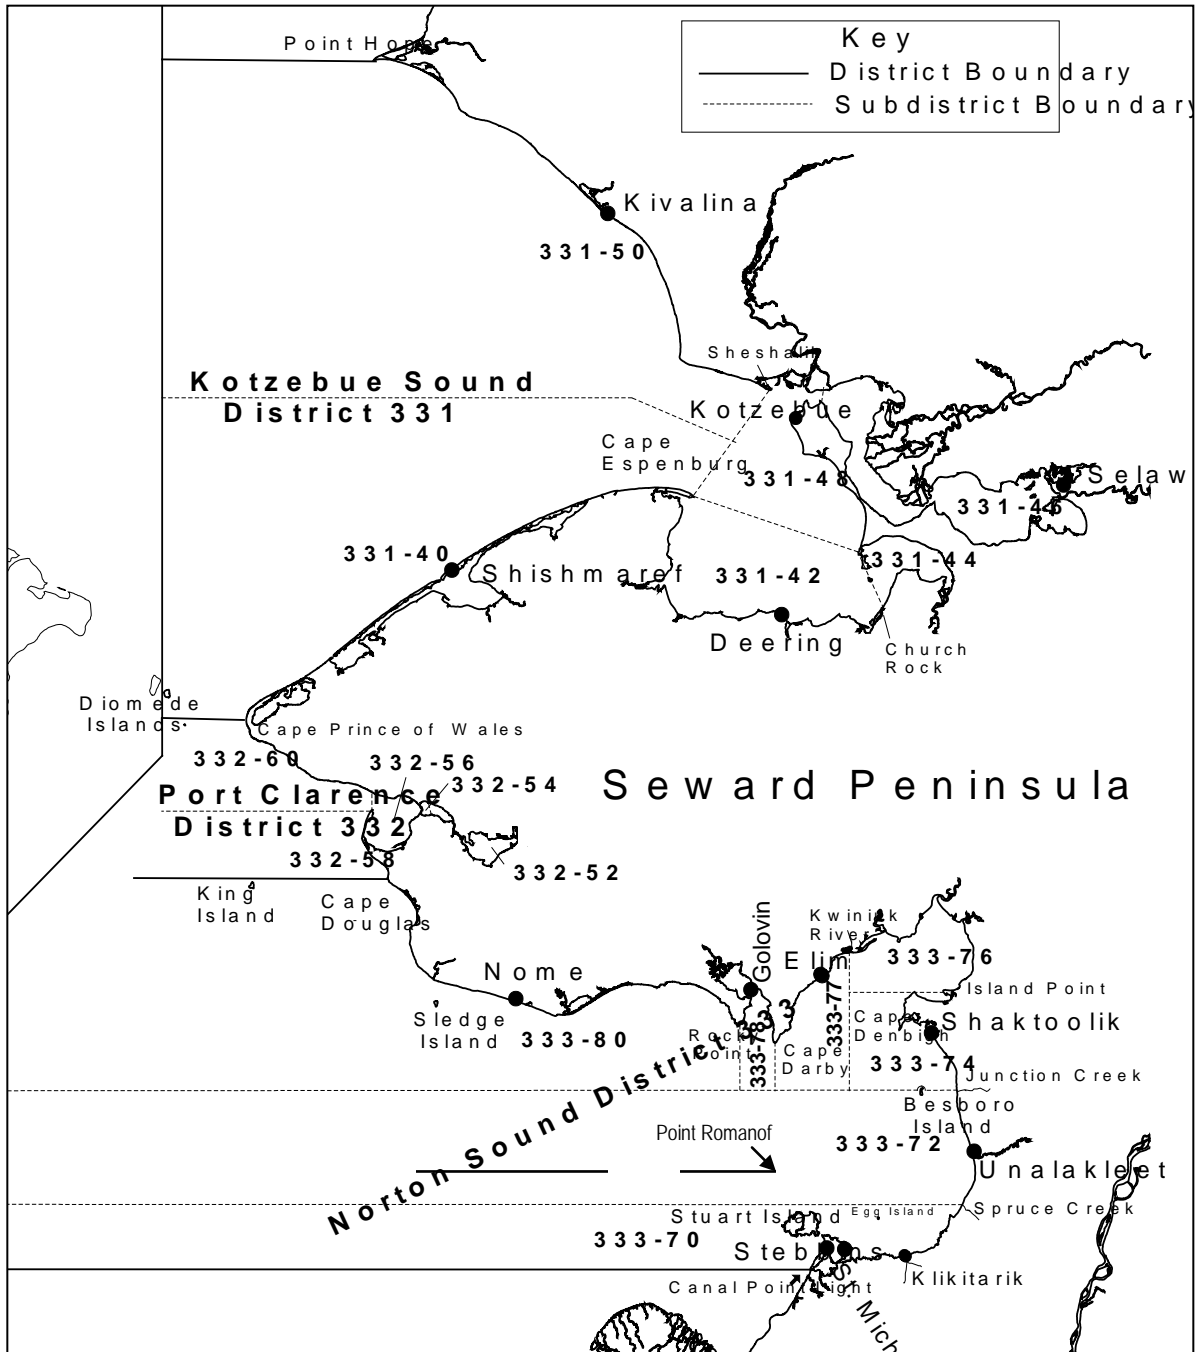 Point Hope
Key
District Boundary
Subdistrict Boundary
Kivalina
331-50
Sheshalik
Kotzebue Sound
District 331
Kotzebue
Cape
Espenburg
331-48
Selaw
331-40
Shishmaref
331-42
331-44
Deering
Church
Rock
Diomede
Islands
Cape Prince of Wales
332-60
332-56
332-54
Seward Peninsula
Port Clarence
District 332
332-58
332-52
King
Island
Cape
Douglas
Golovin
Kwiniuk
River
Elim
333-76
Nome
Island Point
Sledge
Island
333-80
Rocky
Point
333-78
Cape
Darby
333-77
Cape
Denbigh
Shaktoolik
333-74
Junction Creek
Besboro
Island
Norton Sound District 333
Point Romanof
333-72
Unalakleet
Stuart Island
Egg Island
Spruce Creek
333-70
Stebbins
Klikitarik
Canal Point Light
St. Mich